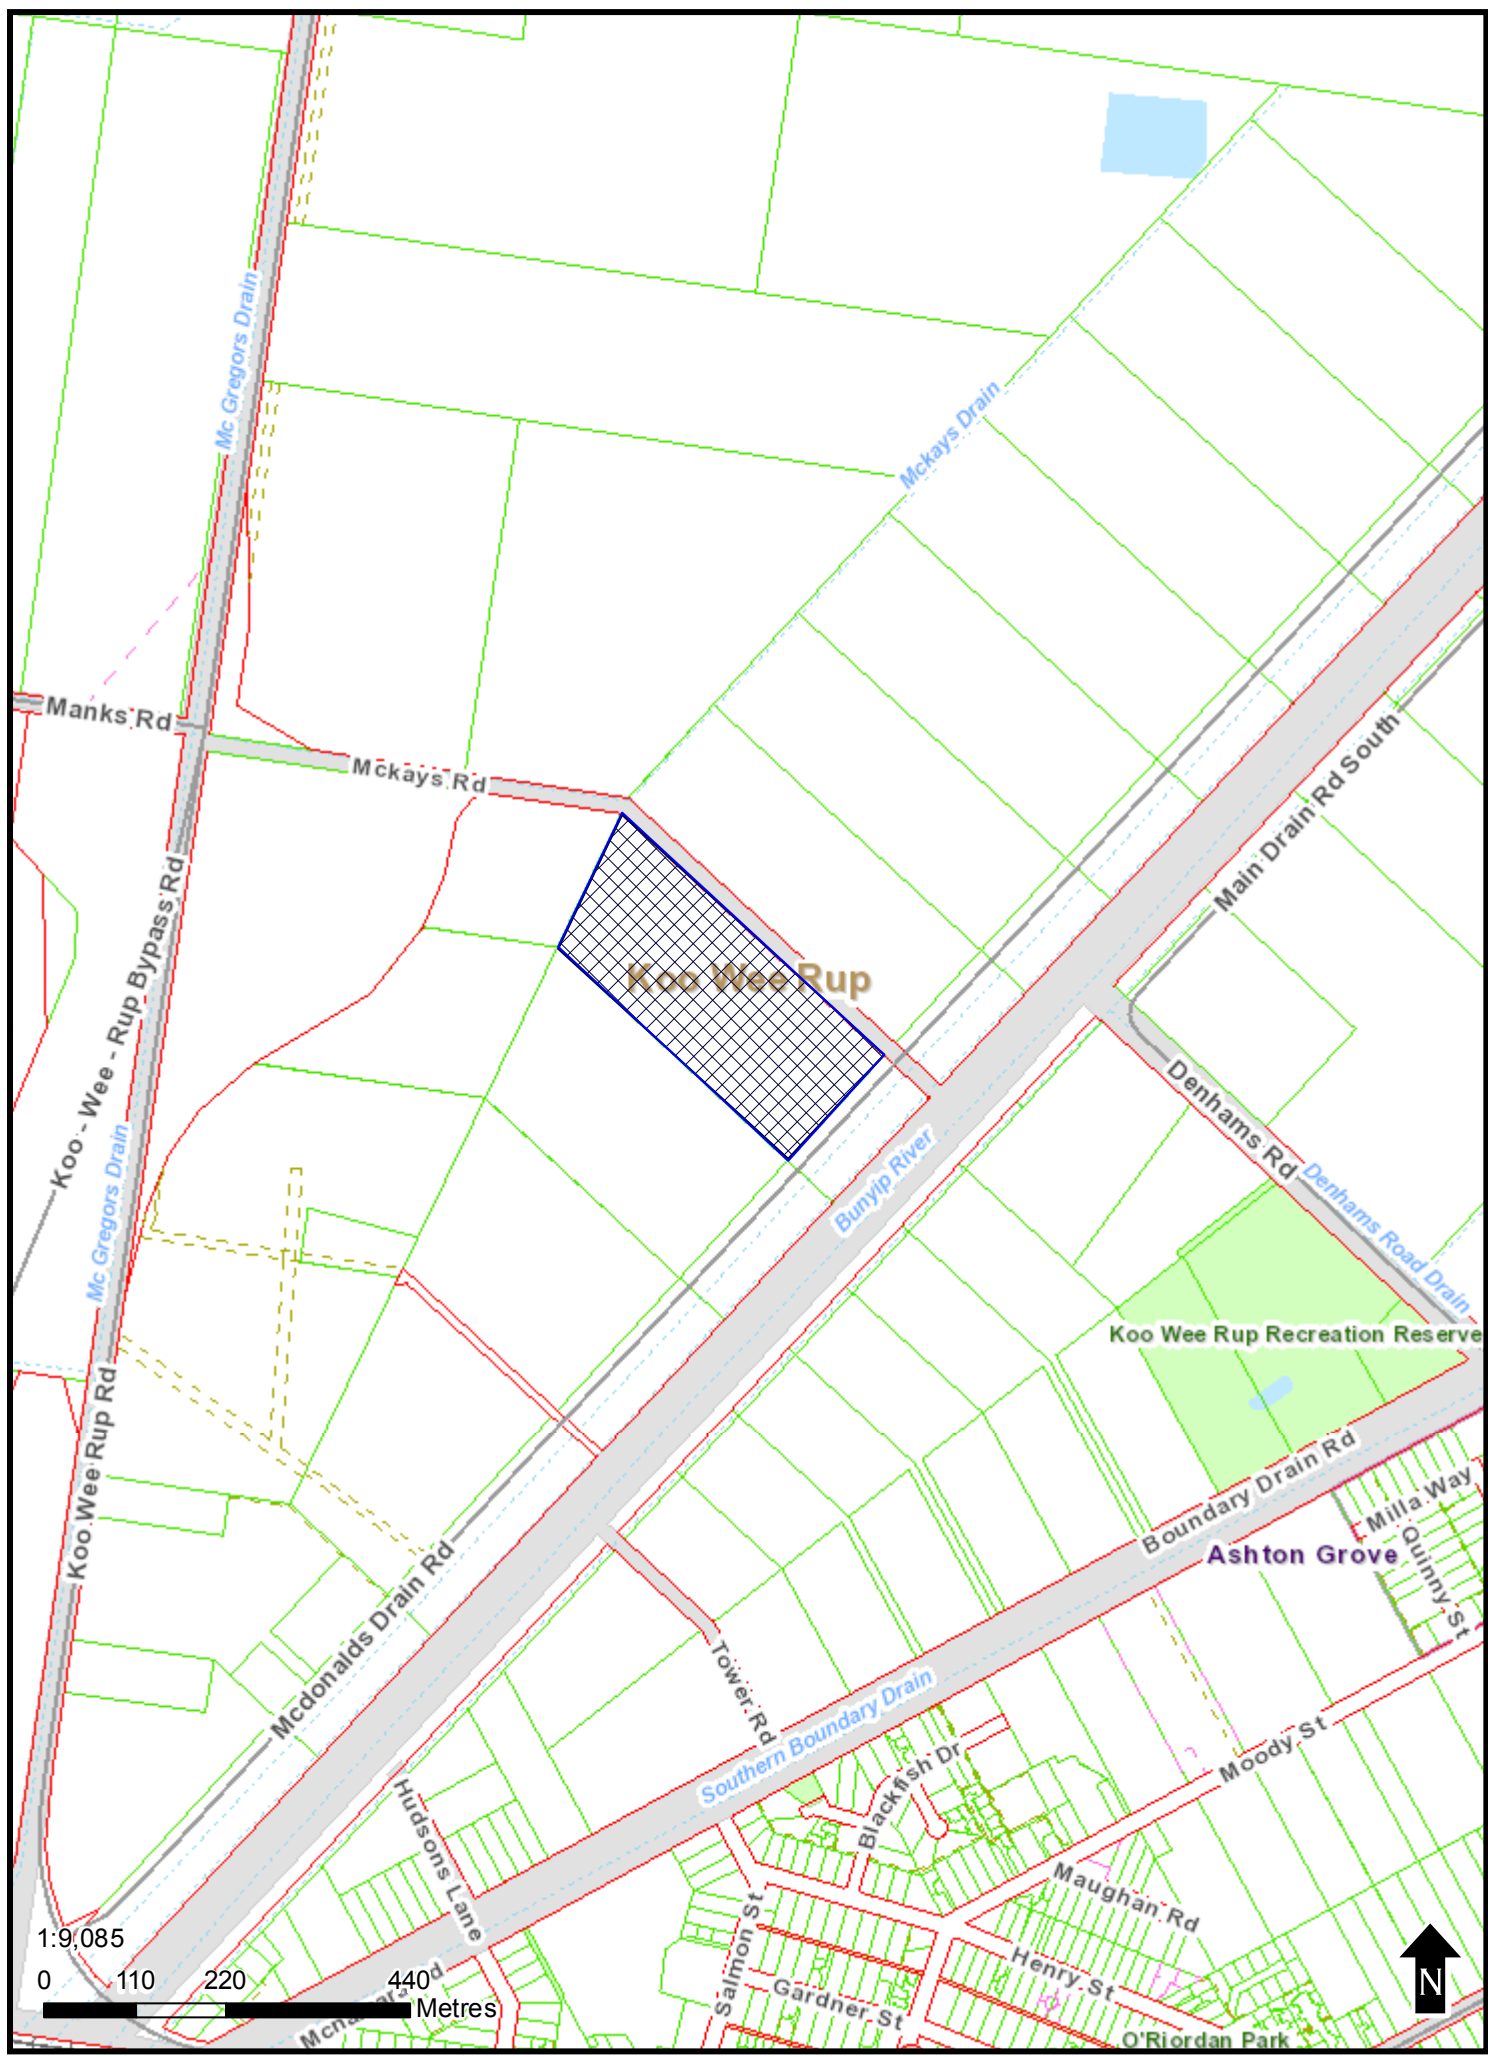 Mc Gregors Drain
Mckays Drain
Manks Rd
Mckays Rd
Main Drain Rd South
Koo - Wee - Rup Bypass Rd
Koo Wee Rup
Denhams Rd
Bunyip River
Mc Gregors Drain
Denhams Road Drain
Koo Wee Rup Recreation Reserve
Koo Wee Rup Rd
Boundary Drain Rd
Milla Way
Ashton Grove
Quinny St
Mcdonalds Drain Rd
Tower Rd
Southern Boundary Drain
Moody St
Blackfish Dr
Hudsons Lane
Maughan Rd
Salmon St
Henry St
Gardner St
O'Riordan Park
1:9,085
0 110 220 440
Metres
N